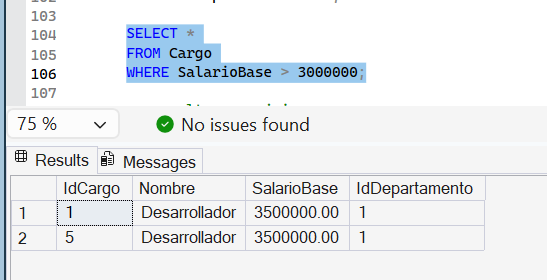 103
104 SELECT *
105 FROM Cargo
106 WHERE SalarioBase > 3000000;
107
75 %
No issues found
Results Messages
IdCargo Nombre SalarioBase IdDepartamento
1 1 Desarrollador 3500000.00 1
2 5 Desarrollador 3500000.00 1